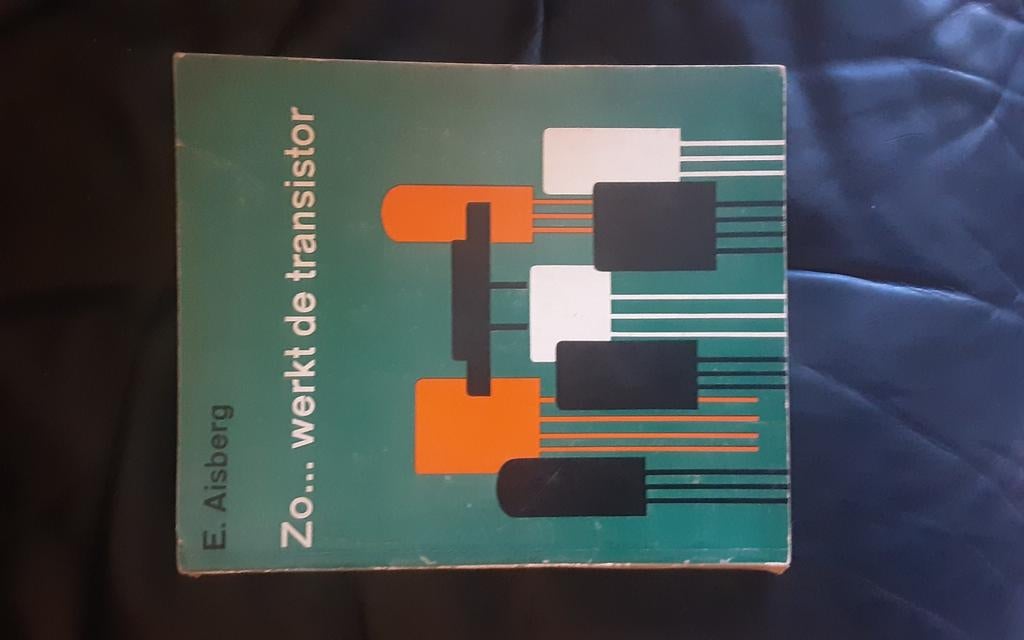 E. Aisberg
Zo... werkt de transistor